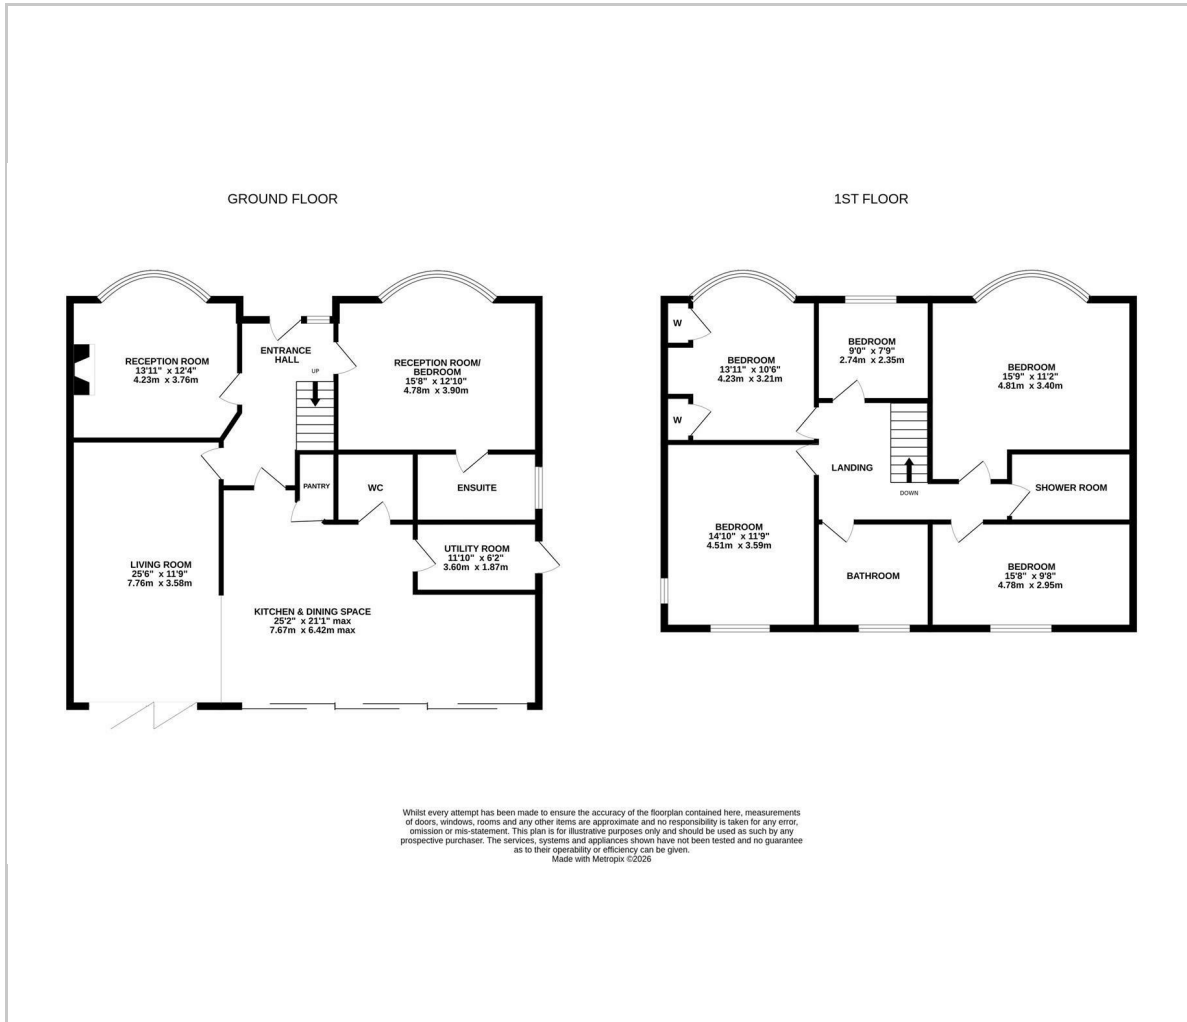 GROUND FLOOR
RECEPTION ROOM
13'11" x 12'4"
4.23m x 3.76m
ENTRANCE
HALL
UP
RECEPTION ROOM/
BEDROOM
15'8" x 12'10"
4.78m x 3.90m
PANTRY
WC
ENSUITE
LIVING ROOM
25'6" x 11'9"
7.76m x 3.58m
UTILITY ROOM
11'10" x 6'2"
3.60m x 1.87m
KITCHEN & DINING SPACE
25'2" x 21'1" max
7.67m x 6.42m max
1ST FLOOR
W
BEDROOM
13'11" x 10'6"
4.23m x 3.21m
W
BEDROOM
9'0" x 7'9"
2.74m x 2.35m
BEDROOM
15'9" x 11'2"
4.81m x 3.40m
LANDING
DOWN
SHOWER ROOM
BEDROOM
14'10" x 11'9"
4.51m x 3.59m
BATHROOM
BEDROOM
15'8" x 9'8"
4.78m x 2.95m
Whilst every attempt has been made to ensure the accuracy of the floorplan contained here, measurements
of doors, windows, rooms and any other items are approximate and no responsibility is taken for any error,
omission or mis-statement. This plan is for illustrative purposes only and should be used as such by any
prospective purchaser. The services, systems and appliances shown have not been tested and no guarantee
as to their operability or efficiency can be given.
Made with Metropix ©2026